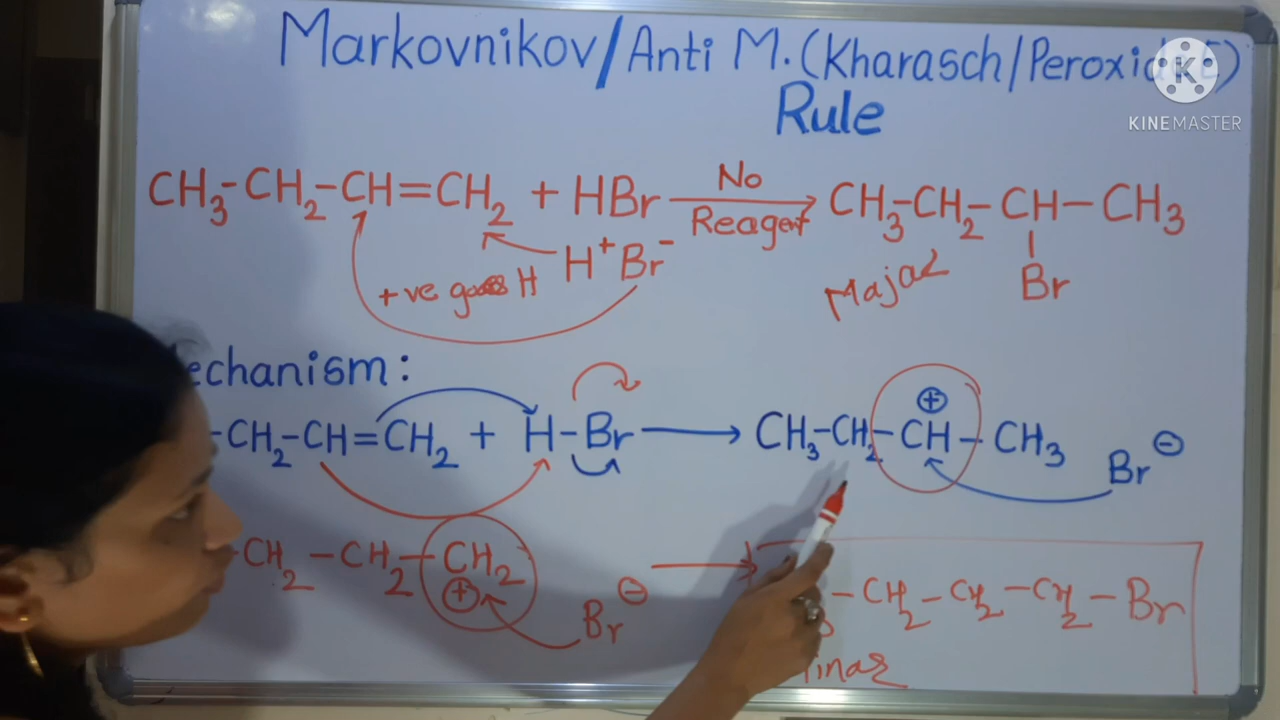 Markovnikov/Anti M.(Kharasch/Peroxid
Rule
KINEMASTER
CH3-CH2-CH=CH2 + HBr No Reagent → CH3-CH2-CH-CH3
Br
H+ Br-
+ve goes H
Major
echanism:
-CH2-CH=CH2 + H-Br → CH3-CH2-CH-CH3
⊕
Br ⊖
CH2-CH2-CH2
⊕
Br ⊖
→ -CH2-CH2-CH2-Br